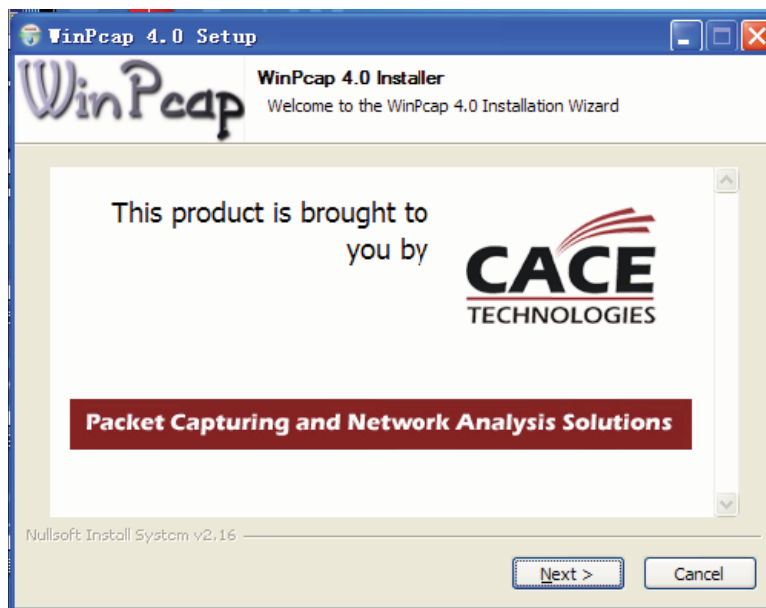 WinPcap 4.0 Setup
WinPcap
WinPcap 4.0 Installer
Welcome to the WinPcap 4.0 Installation Wizard
This product is brought to
you by
CACE
TECHNOLOGIES
Packet Capturing and Network Analysis Solutions
Nullsoft Install System v2.16
Next >
Cancel